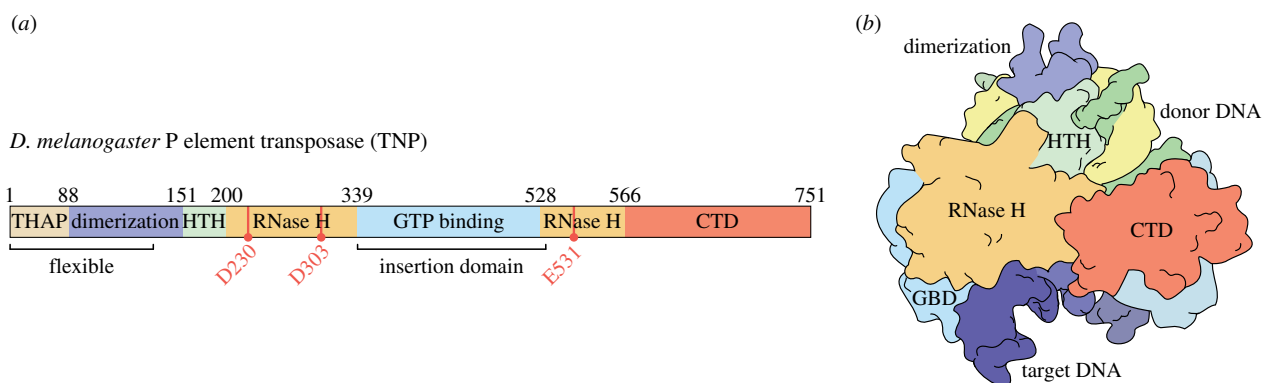 (a)
D. melanogaster P element transposase (TNP)
1 88 151 200 339 528 566 751
THAP dimerization HTH RNase H GTP binding RNase H CTD
flexible D230 D303 insertion domain E531
(b)
dimerization
donor DNA
HTH
RNase H
CTD
GBD
target DNA